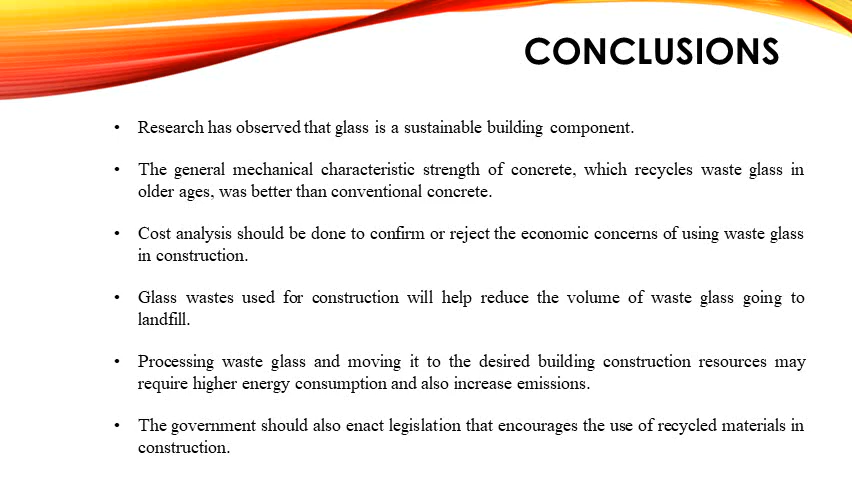 CONCLUSIONS
• Research has observed that glass is a sustainable building component.
• The general mechanical characteristic strength of concrete, which recycles waste glass in
older ages, was better than conventional concrete.
• Cost analysis should be done to confirm or reject the economic concerns of using waste glass
in construction.
• Glass wastes used for construction will help reduce the volume of waste glass going to
landfill.
• Processing waste glass and moving it to the desired building construction resources may
require higher energy consumption and also increase emissions.
• The government should also enact legislation that encourages the use of recycled materials in
construction.